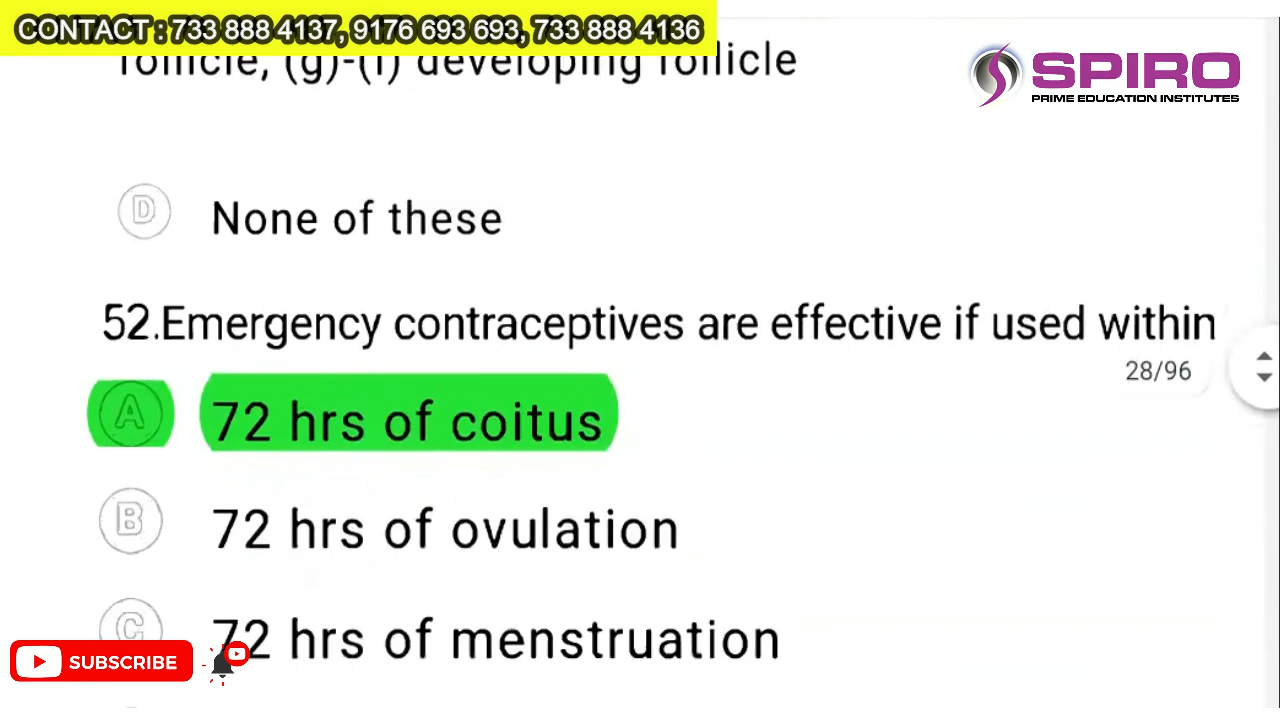 CONTACT : 733 888 4137, 9176 693 693, 733 888 4136
follicle, (g)-(i) developing follicle
SPIRO
PRIME EDUCATION INSTITUTES
D None of these
52.Emergency contraceptives are effective if used within
28/96
A 72 hrs of coitus
B 72 hrs of ovulation
C 72 hrs of menstruation
SUBSCRIBE